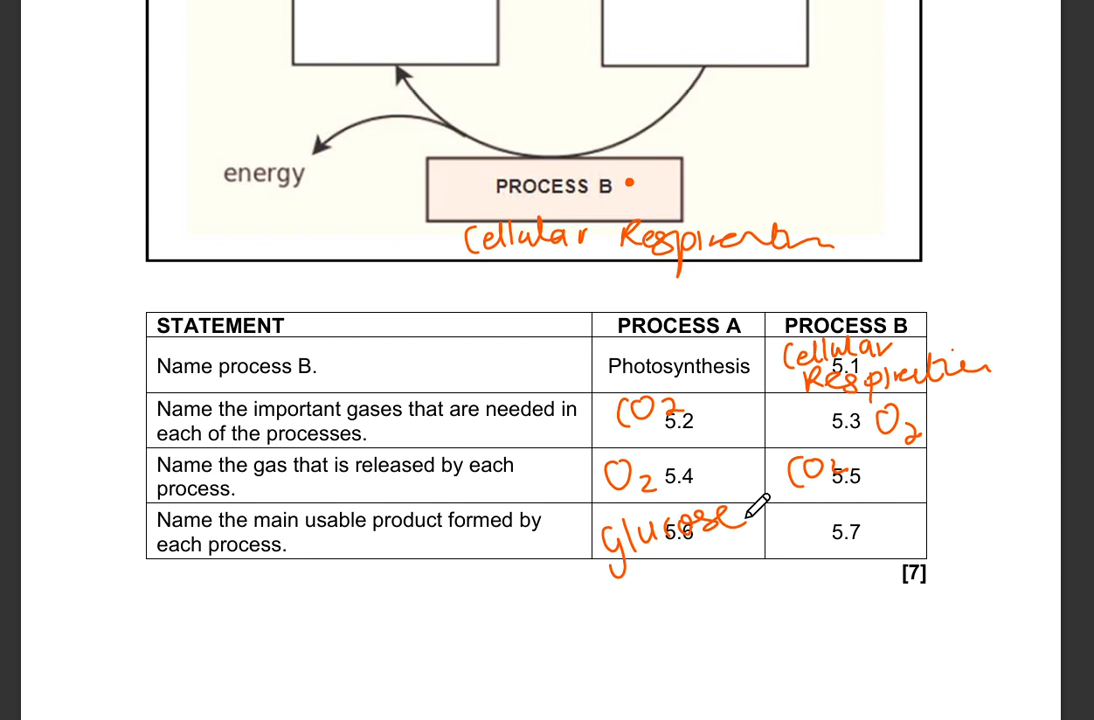 energy
PROCESS B
Cellular Respiration
STATEMENT PROCESS A PROCESS B
Name process B. Photosynthesis 5.1 Cellular Respiration
Name the important gases that are needed in
each of the processes. CO2 5.2 5.3 O2
Name the gas that is released by each
process. O2 5.4 CO2 5.5
Name the main usable product formed by
each process. Glucose 5.6 5.7
[7]